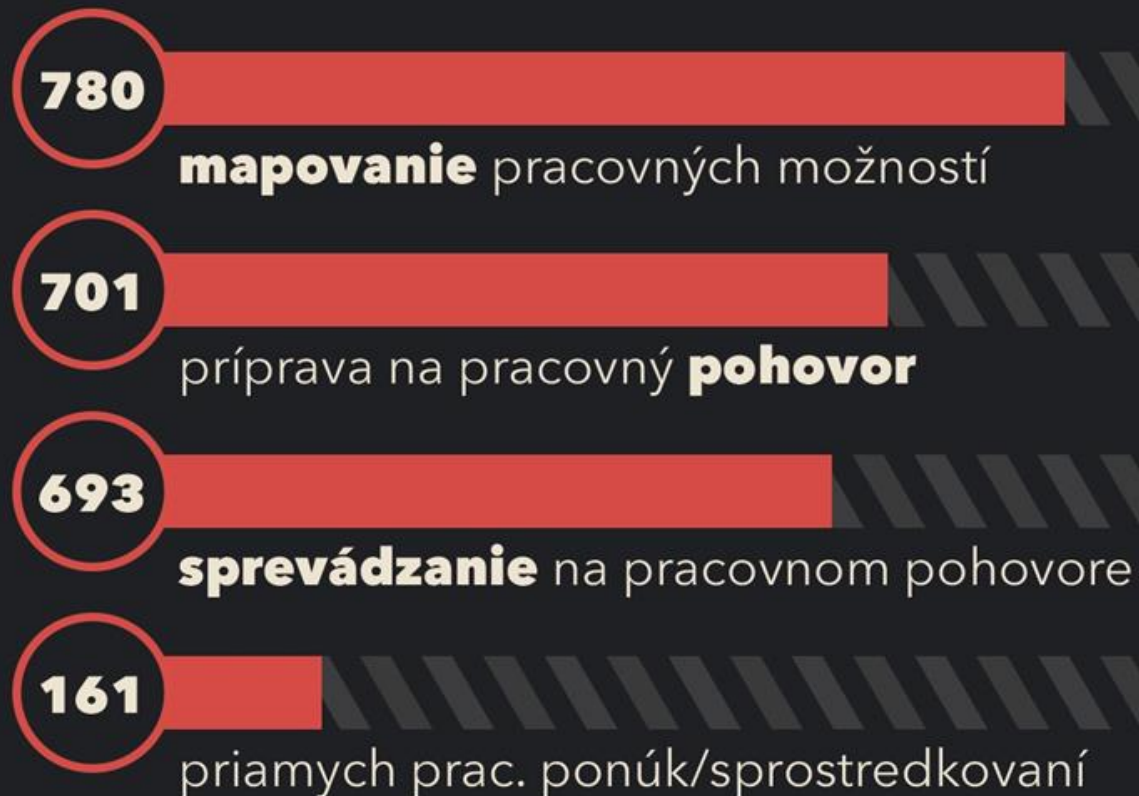 780
mapovanie pracovných možností
701
príprava na pracovný pohovor
693
sprevádzanie na pracovnom pohovore
161
priamych prac. ponúk/sprostredkovaní